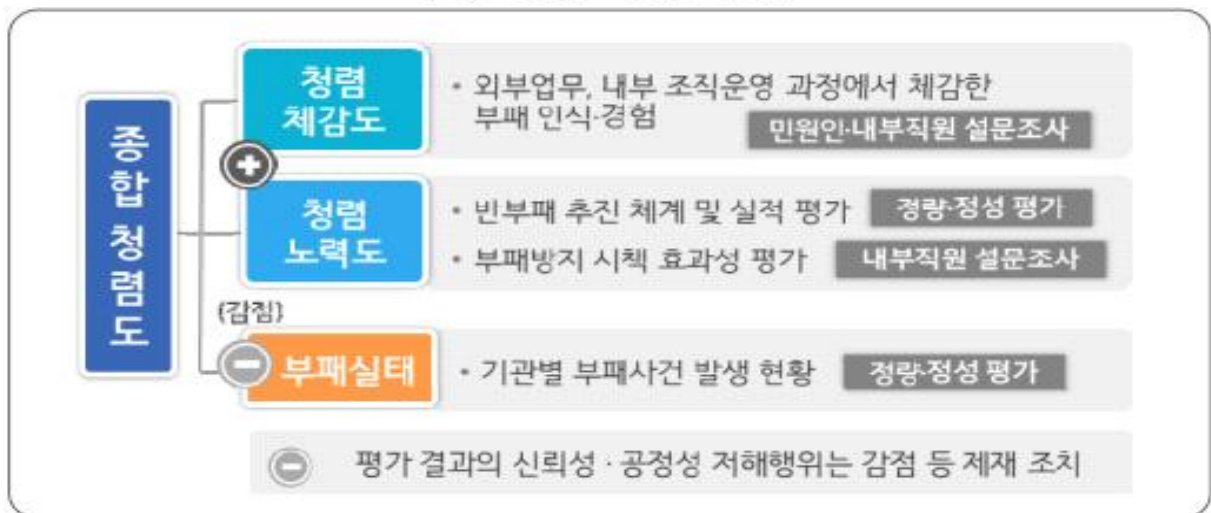 종합 청렴도
청렴
체감도
• 외부업무, 내부 조직운영 과정에서 체감한
부패 인식·경험
민원인·내부직원 설문조사
청렴
노력도
• 반부패 추진 체계 및 실적 평가
정량·정성 평가
• 부패방지 시책 효과성 평가
내부직원 설문조사
(감점)
부패실태
• 기관별 부패사건 발생 현황
정량·정성 평가
평가 결과의 신뢰성·공정성 저해행위는 감점 등 제재 조치